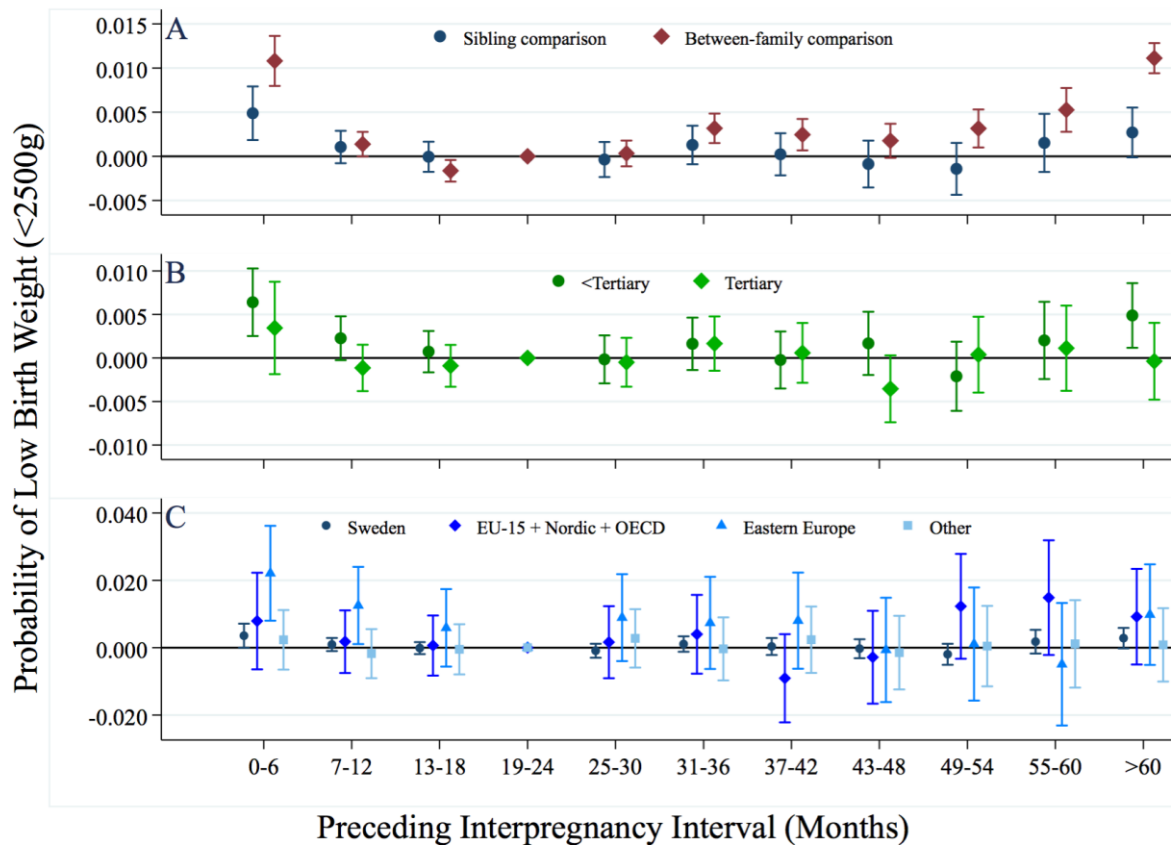 Probability of Low Birth Weight (<2500g)
A
Sibling comparison Between-family comparison
0.015
0.010
0.005
0.000
-0.005
B
<Tertiary Tertiary
0.010
0.005
0.000
-0.005
-0.010
C
Sweden EU-15 + Nordic + OECD Eastern Europe Other
0.040
0.020
0.000
-0.020
0-6 7-12 13-18 19-24 25-30 31-36 37-42 43-48 49-54 55-60 >60
Preceding Interpregnancy Interval (Months)